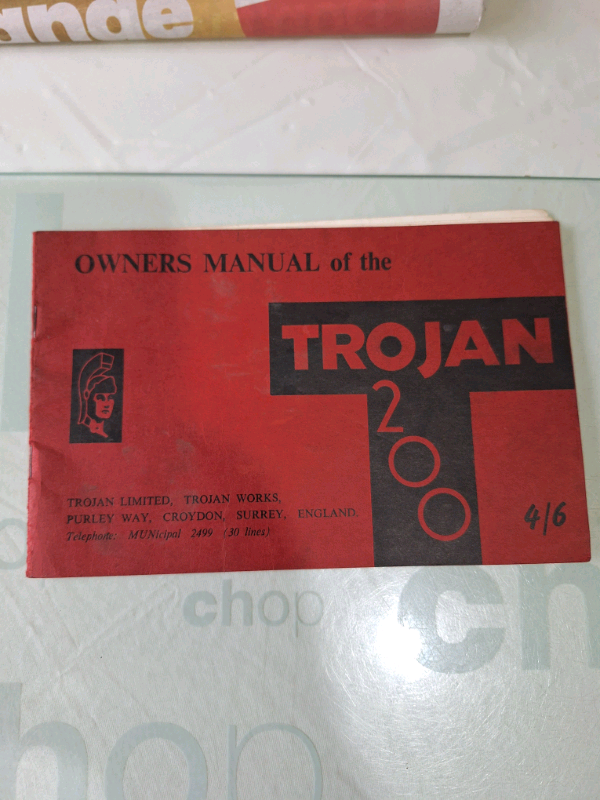 ande
OWNERS MANUAL of the
TROJAN
200
TROJAN LIMITED, TROJAN WORKS,
PURLEY WAY, CROYDON, SURREY, ENGLAND.
Telephone: MUNicipal 2499 (30 lines)
4/6
chop
ch
hop